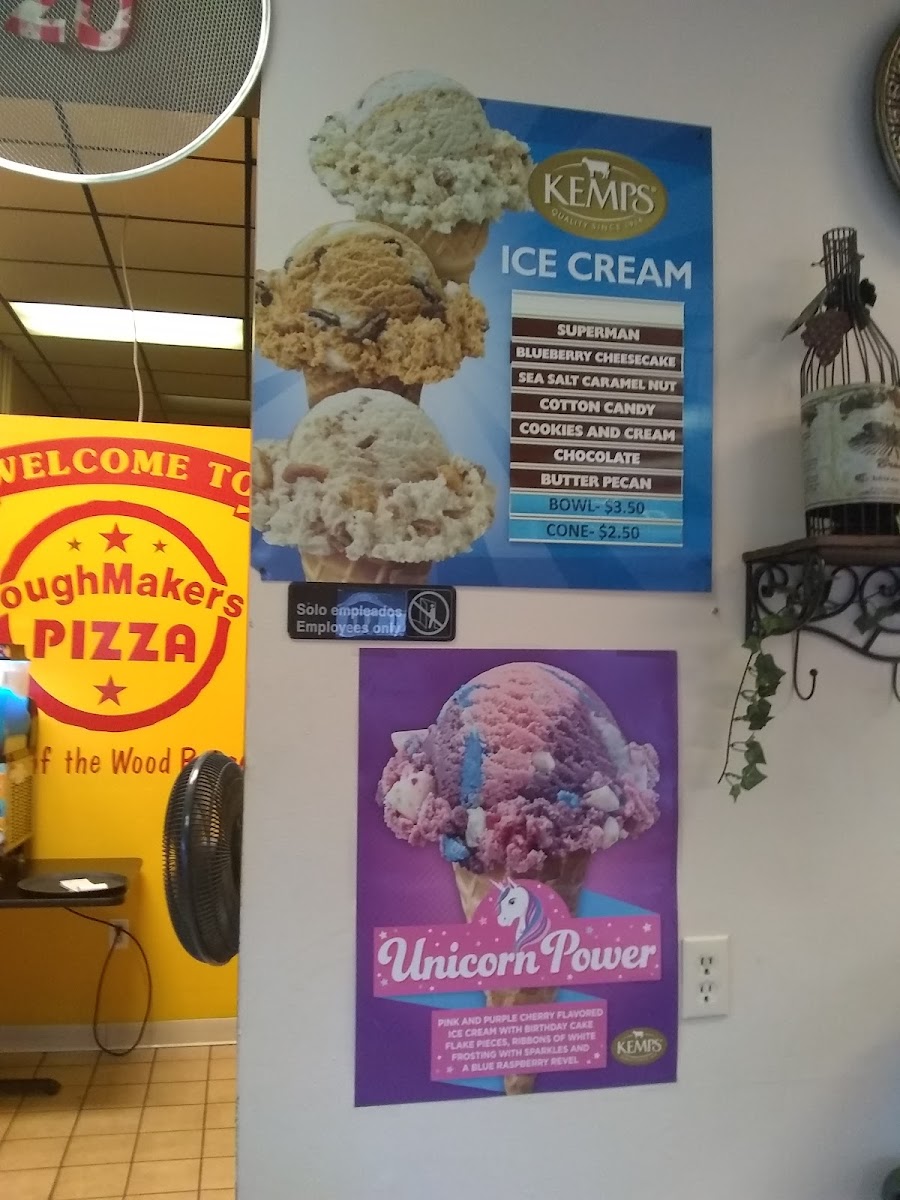 20
KEMPS
QUALITY SINCE 1914
ICE CREAM
SUPERMAN
BLUEBERRY CHEESECAKE
SEA SALT CARAMEL NUT
COTTON CANDY
COOKIES AND CREAM
CHOCOLATE
BUTTER PECAN
BOWL- $3.50
CONE- $2.50
WELCOME TO
oughMakers
PIZZA
of the Wood
Solo empleados
Employees only
Unicorn Power
PINK AND PURPLE CHERRY FLAVORED
ICE CREAM WITH BIRTHDAY CAKE
FLAKE PIECES, RIBBONS OF WHITE
FROSTING WITH SPARKLES AND
A BLUE RASPBERRY REVEL
KEMPS